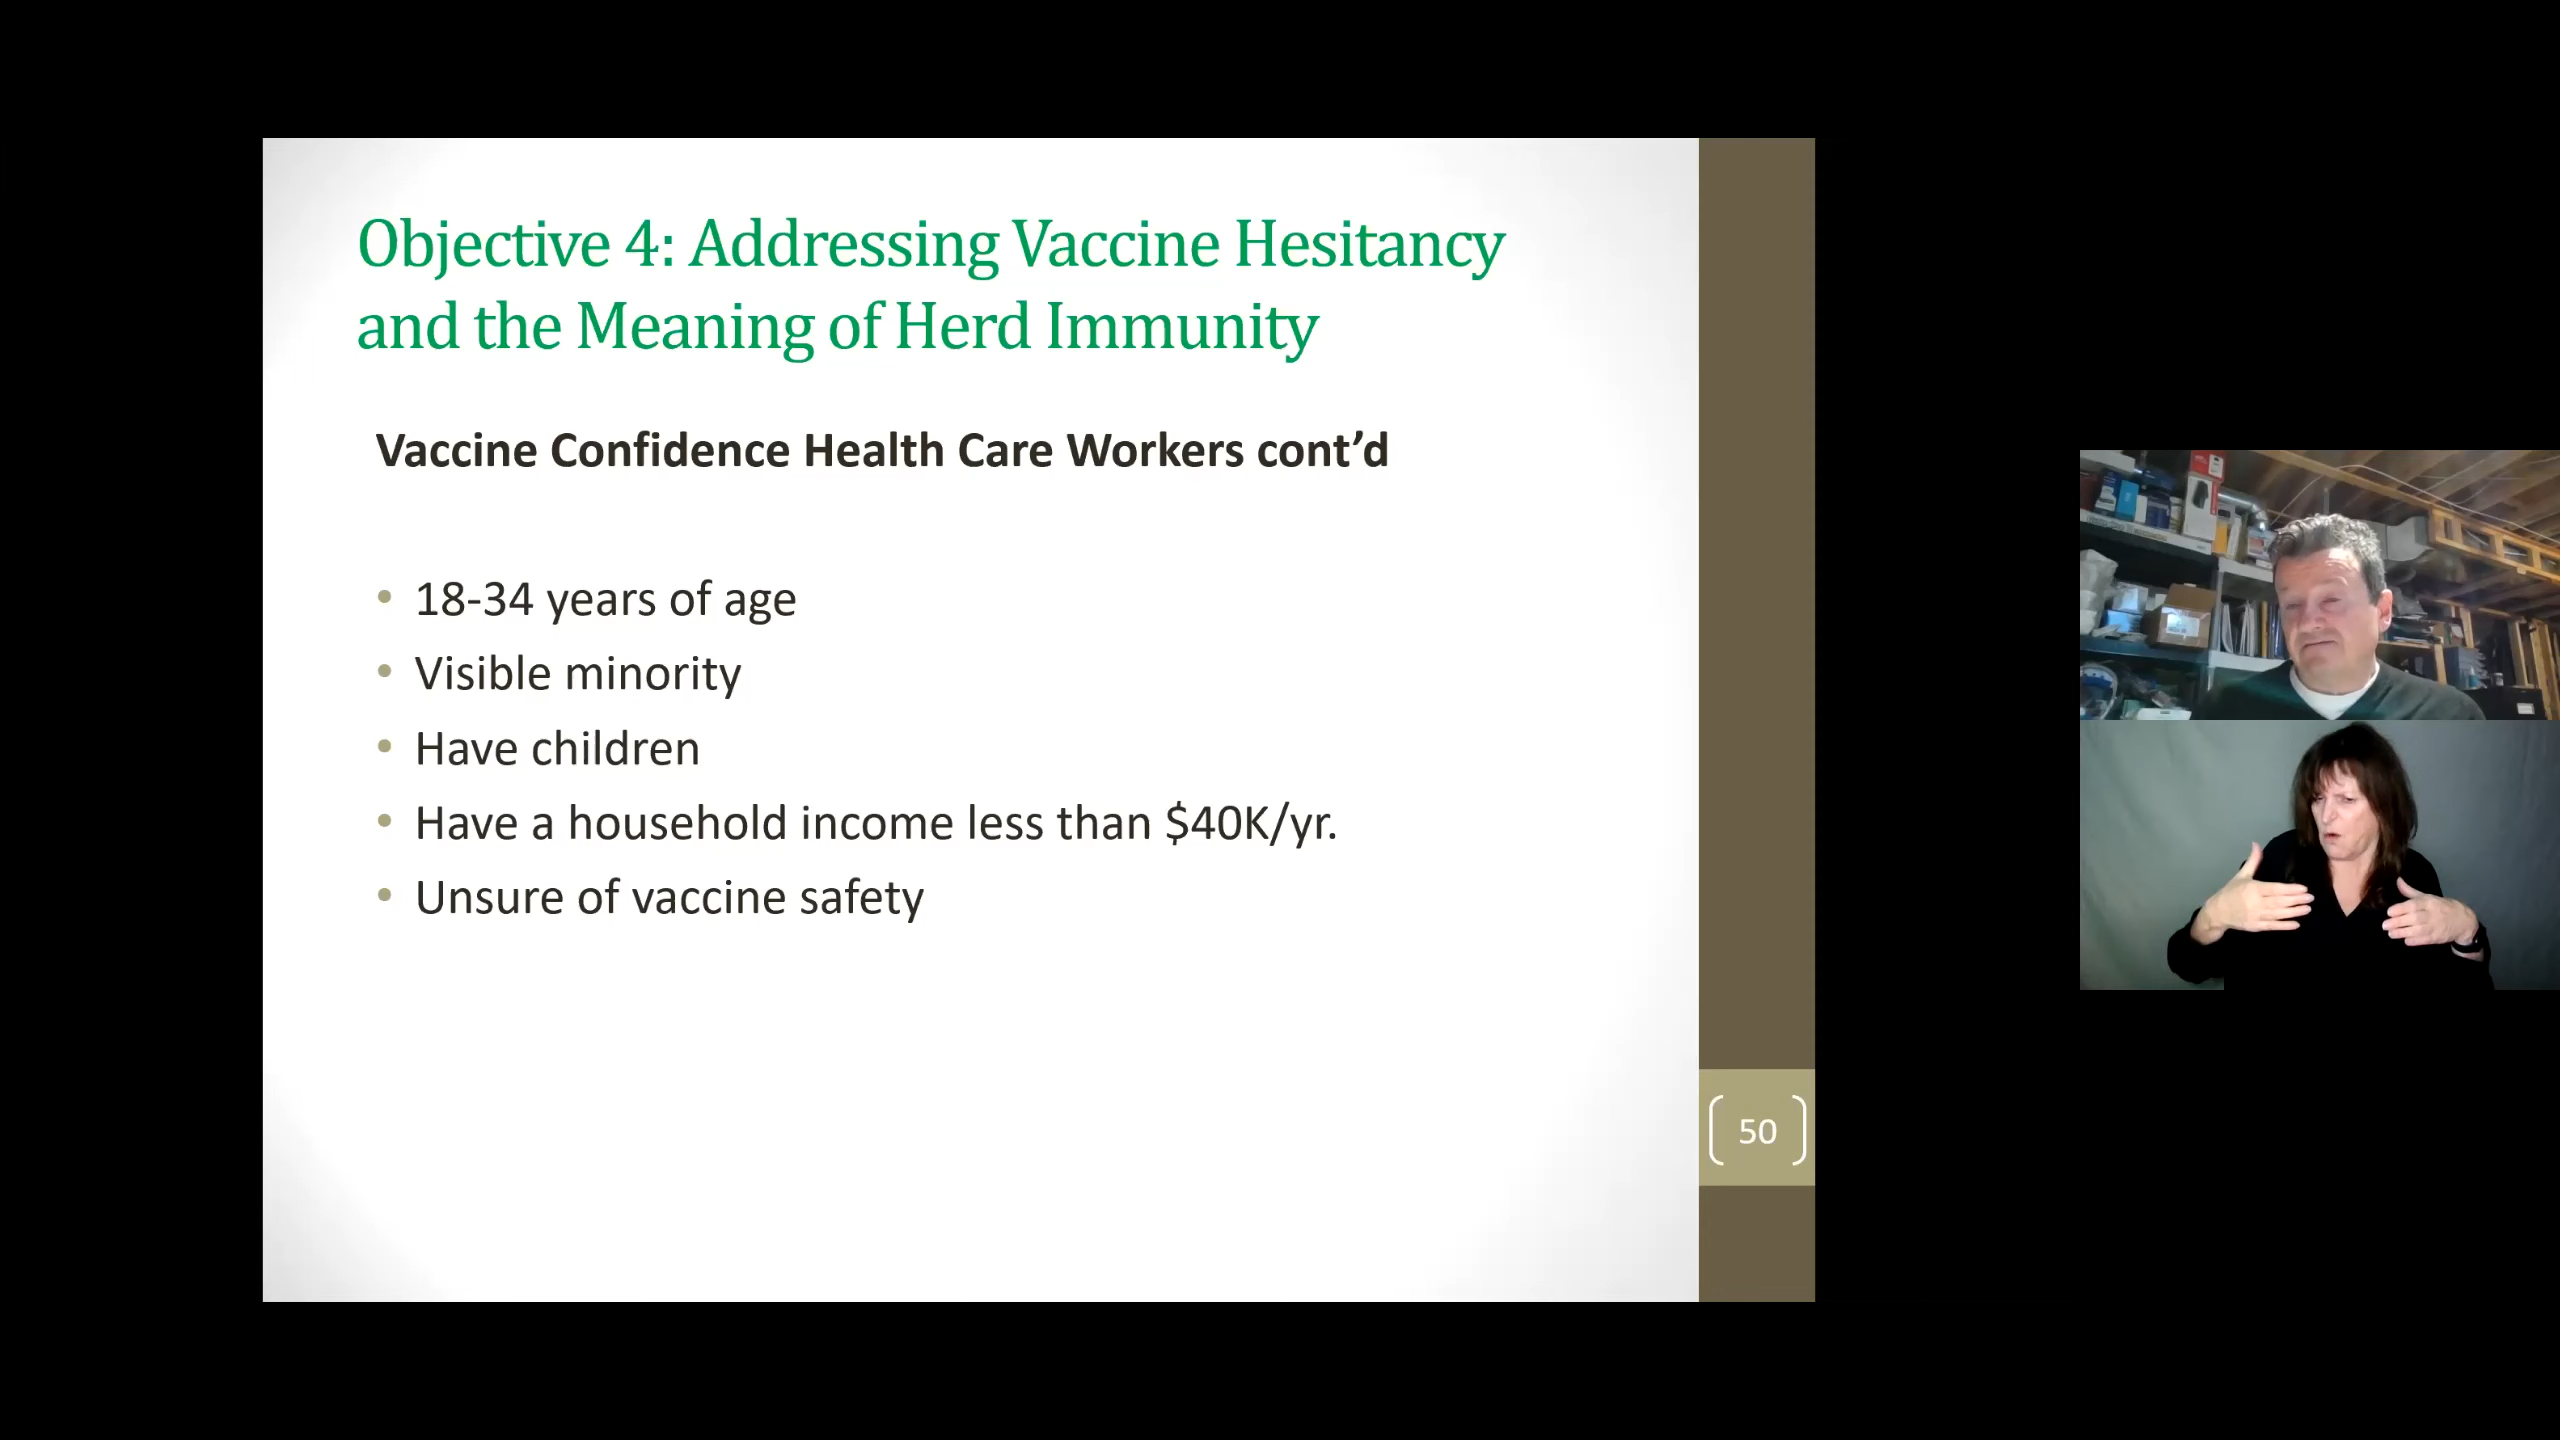 Objective 4: Addressing Vaccine Hesitancy
and the Meaning of Herd Immunity
Vaccine Confidence Health Care Workers cont’d
• 18-34 years of age
• Visible minority
• Have children
• Have a household income less than $40K/yr.
• Unsure of vaccine safety
50